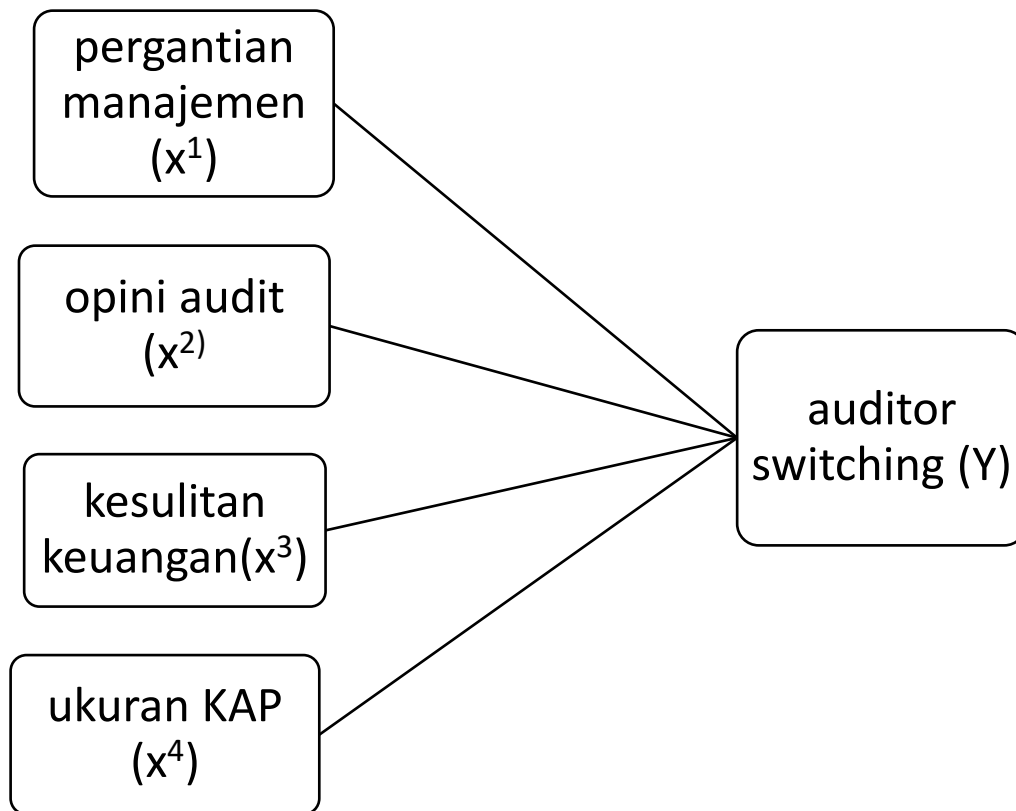 pergantian
manajemen
(x¹)
opini audit
(x²⁾
kesulitan
keuangan(x³)
ukuran KAP
(x⁴)
auditor
switching (Y)